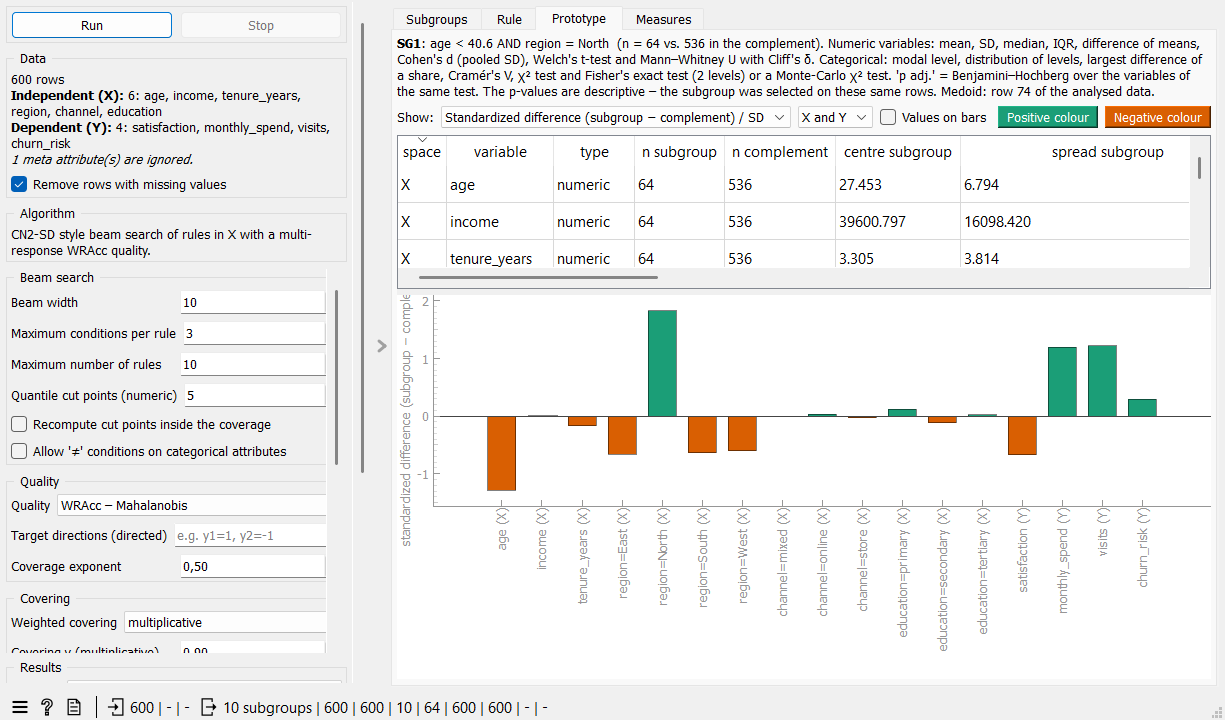 Run
Stop
Data
600 rows
Independent (X): 6: age, income, tenure_years,
region, channel, education
Dependent (Y): 4: satisfaction, monthly_spend, visits,
churn_risk
1 meta attribute(s) are ignored.
Remove rows with missing values
Algorithm
CN2-SD style beam search of rules in X with a multi-
response WRAcc quality.
Beam search
Beam width 10
Maximum conditions per rule 3
Maximum number of rules 10
Quantile cut points (numeric) 5
Recompute cut points inside the coverage
Allow '≠' conditions on categorical attributes
Quality
Quality WRAcc – Mahalanobis
Target directions (directed) e.g. y1=1, y2=-1
Coverage exponent 0,50
Covering
Weighted covering multiplicative
Covering γ (multiplicative) 0,90
Results
Subgroups Rule Prototype Measures
SG1: age < 40.6 AND region = North (n = 64 vs. 536 in the complement). Numeric variables: mean, SD, median, IQR, difference of means,
Cohen's d (pooled SD), Welch's t-test and Mann–Whitney U with Cliff's δ. Categorical: modal level, distribution of levels, largest difference of
a share, Cramér's V, χ² test and Fisher's exact test (2 levels) or a Monte-Carlo χ² test. 'p adj.' = Benjamini–Hochberg over the variables of
the same test. The p-values are descriptive – the subgroup was selected on these same rows. Medoid: row 74 of the analysed data.
Show: Standardized difference (subgroup − complement) / SD X and Y Values on bars Positive colour Negative colour
space variable type n subgroup n complement centre subgroup spread subgroup
X age numeric 64 536 27.453 6.794
X income numeric 64 536 39600.797 16098.420
X tenure_years numeric 64 536 3.305 3.814
standardized difference (subgroup − comple
2
1
0
-1
age (X)
income (X)
tenure_years (X)
region=East (X)
region=North (X)
region=South (X)
region=West (X)
channel=mixed (X)
channel=online (X)
channel=store (X)
education=primary (X)
education=secondary (X)
education=tertiary (X)
satisfaction (Y)
monthly_spend (Y)
visits (Y)
churn_risk (Y)
600 | - | - 10 subgroups | 600 | 600 | 10 | 64 | 600 | 600 | - | -